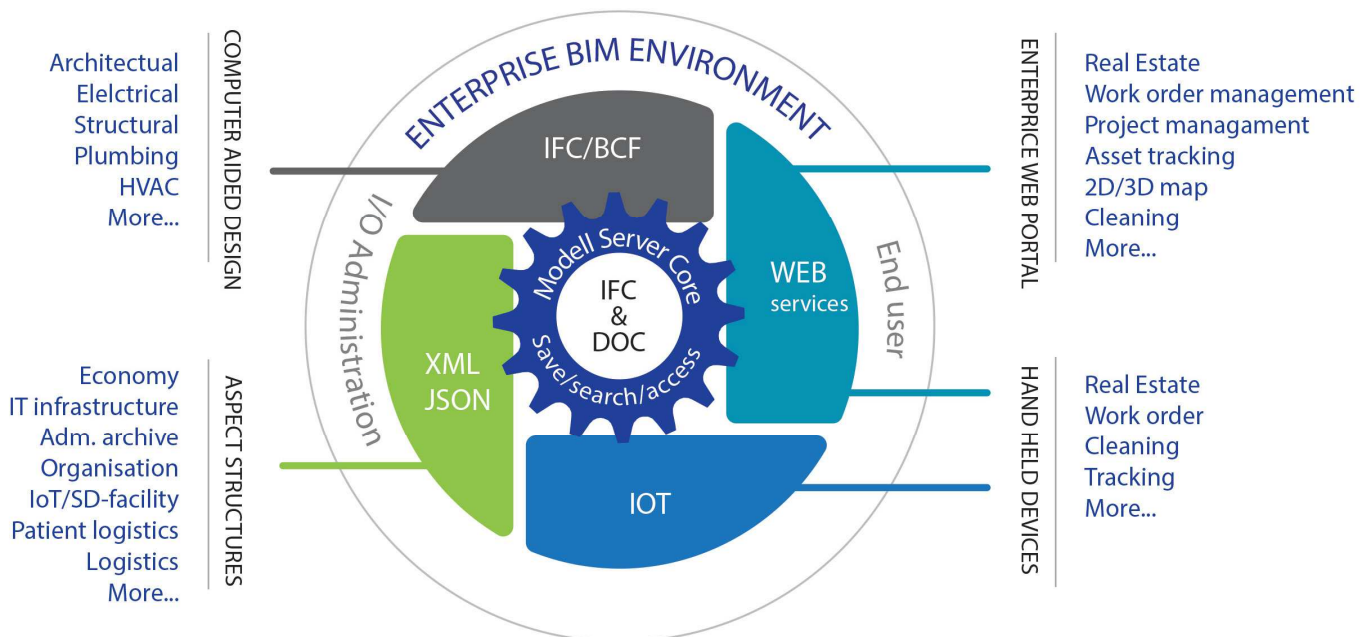 COMPUTER AIDED DESIGN
Architectual
Elelctrical
Structural
Plumbing
HVAC
More...
ASPECT STRUCTURES
Economy
IT infrastructure
Adm. archive
Organisation
IoT/SD-facility
Patient logistics
Logistics
More...
ENTERPRISE BIM ENVIRONMENT
I/O Administration
End user
IFC/BCF
XML
JSON
WEB
services
IOT
Modell Server Core
IFC
&
DOC
Save/search/access
ENTERPRICE WEB PORTAL
Real Estate
Work order management
Project managament
Asset tracking
2D/3D map
Cleaning
More...
HAND HELD DEVICES
Real Estate
Work order
Cleaning
Tracking
More...